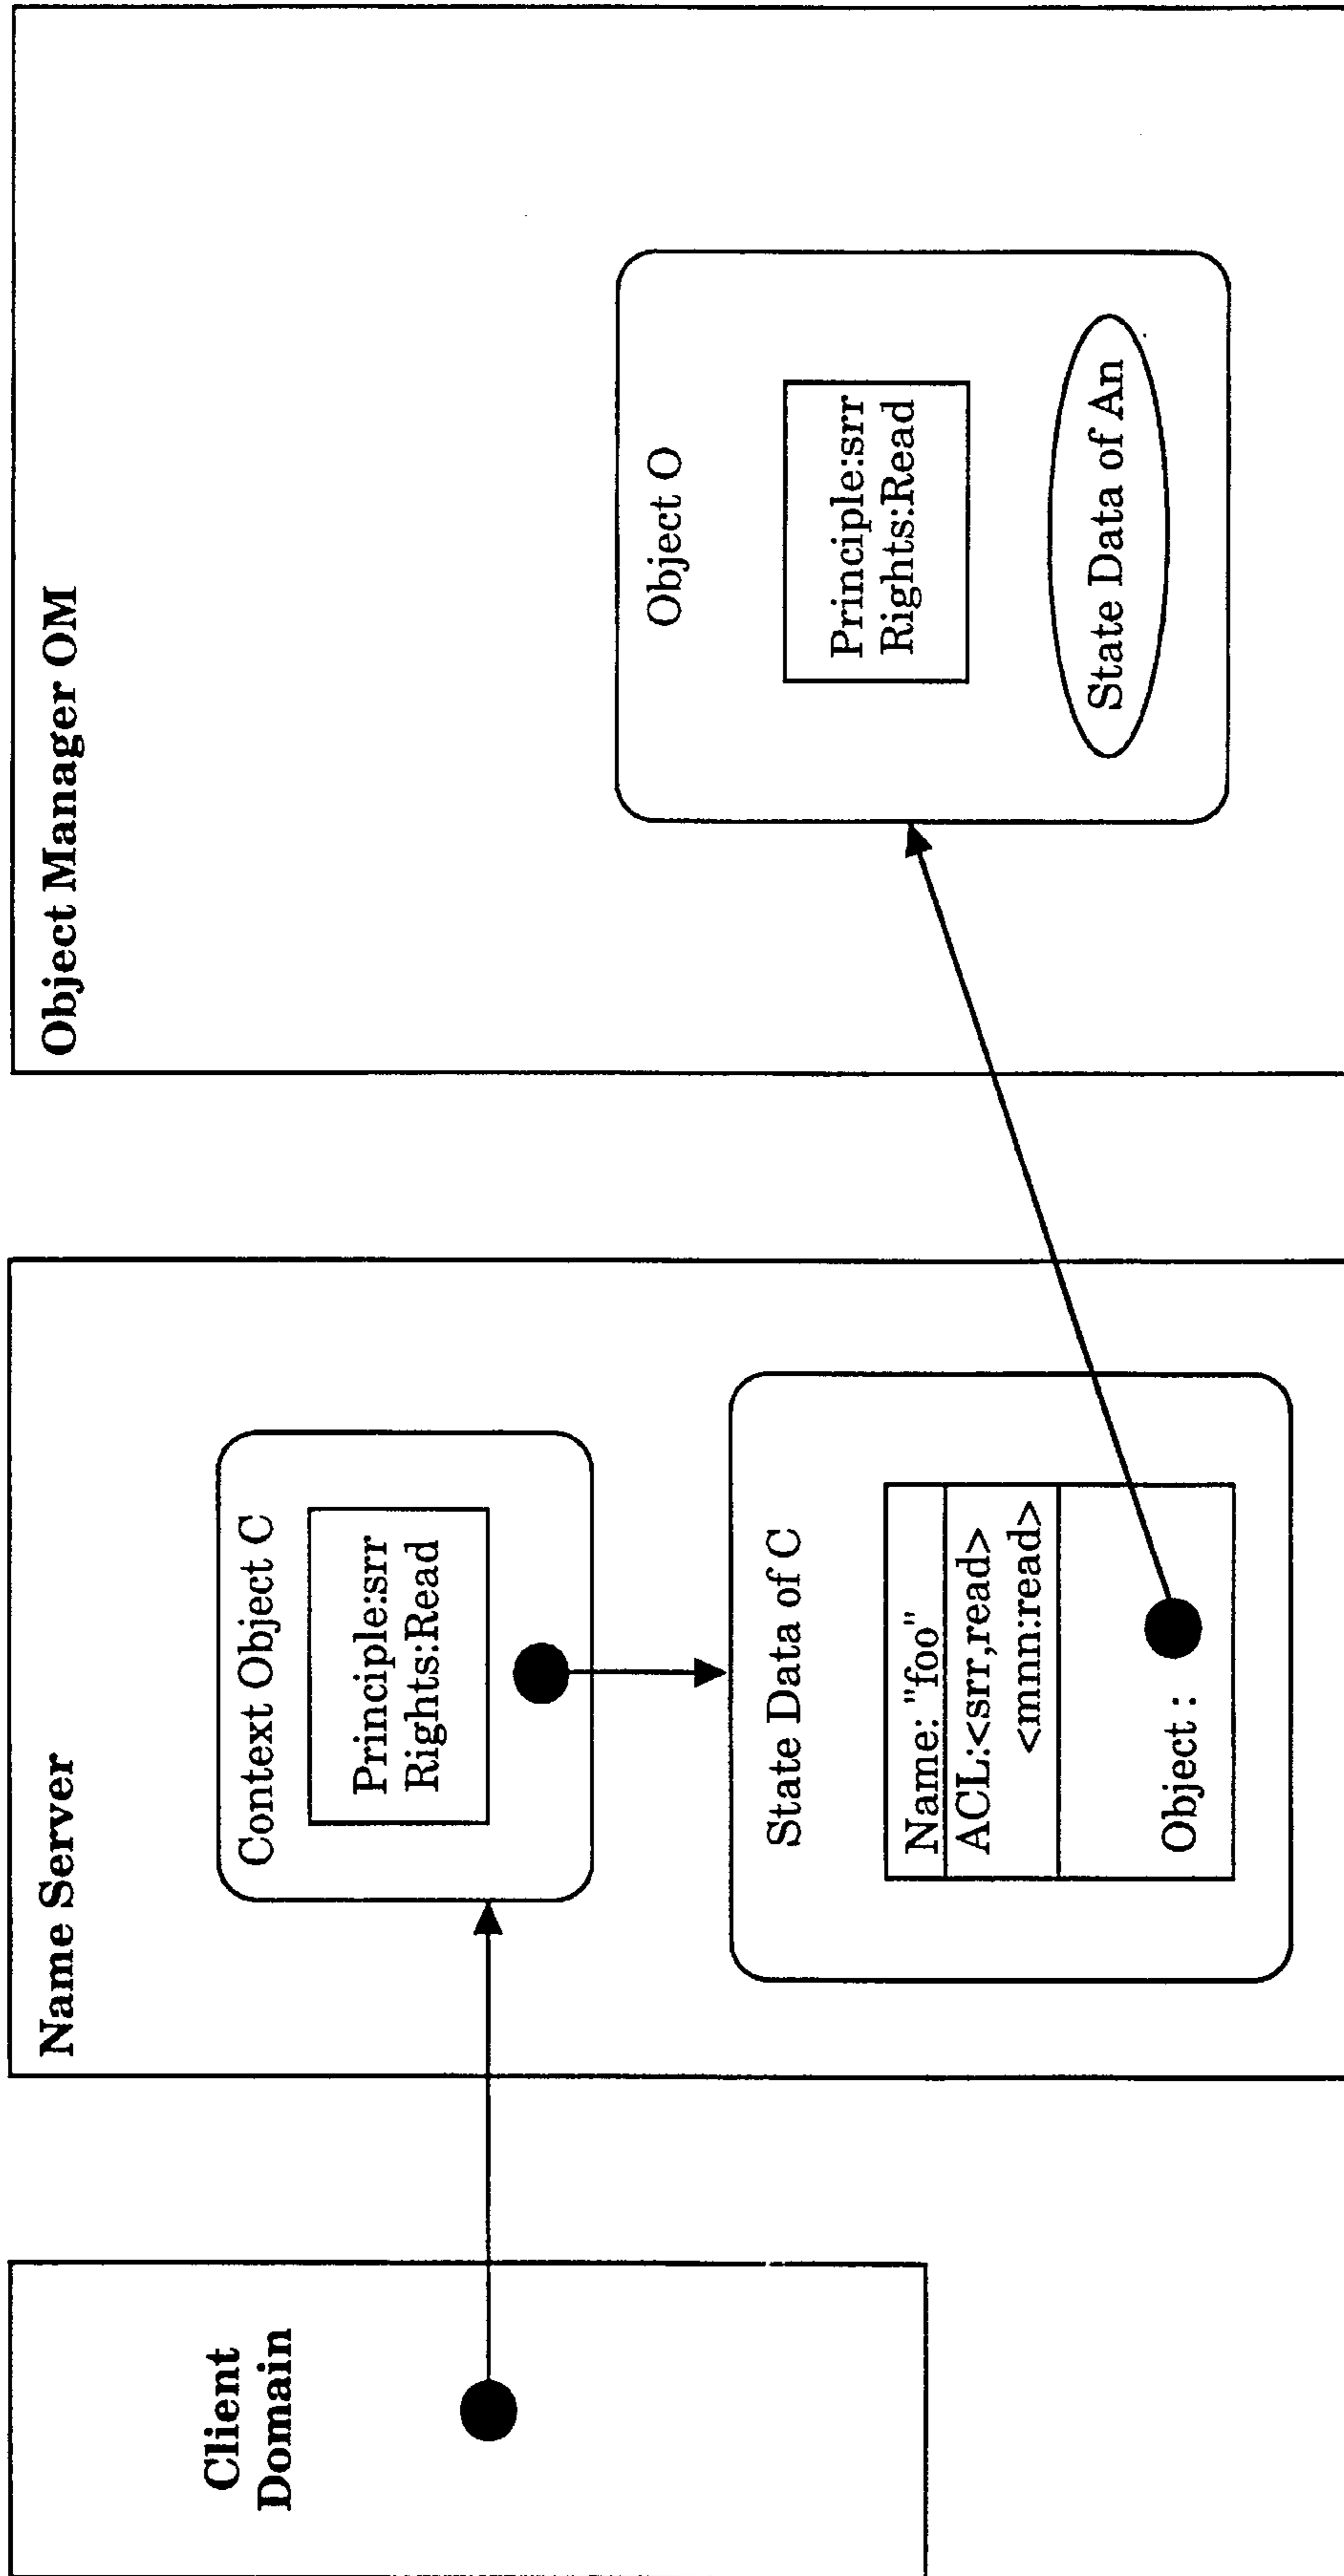 Client
Domain
Name Server
Context Object C
Principle:srr
Rights:Read
State Data of C
Name: "foo"
ACL:<srr,read>
<mnn:read>
Object :
Object Manager OM
Object O
Principle:srr
Rights:Read
State Data of An